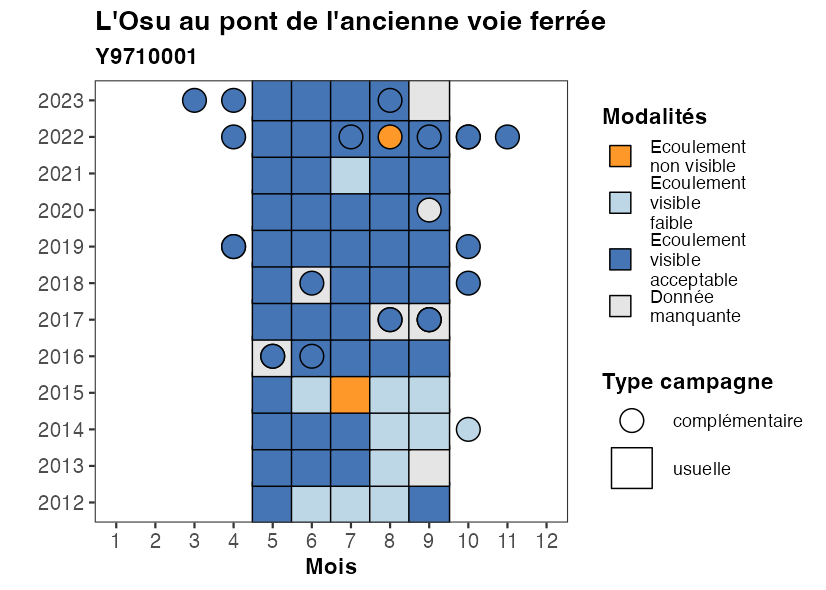 L'Osu au pont de l'ancienne voie ferrée
Y9710001
2023
2022
2021
2020
2019
2018
2017
2016
2015
2014
2013
2012
1 2 3 4 5 6 7 8 9 10 11 12
Mois
Modalités
Ecoulement
non visible
Ecoulement
visible
faible
Ecoulement
visible
acceptable
Donnée
manquante
Type campagne
complémentaire
usuelle